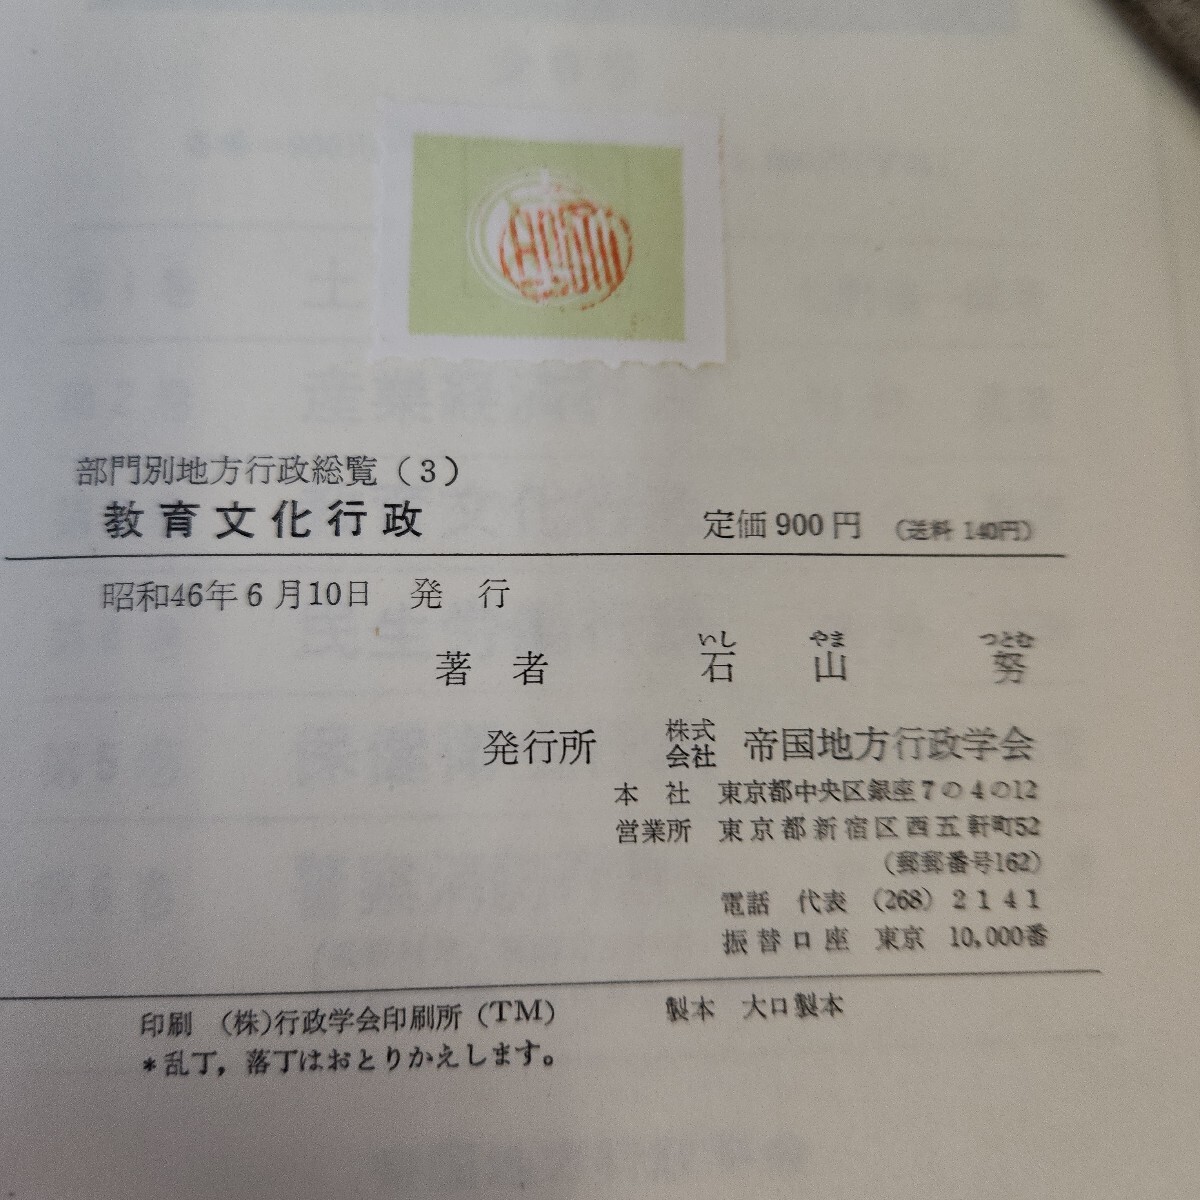 部門別地方行政総覧（3）
教育文化行政　定価 900 円 （送料 140円）
昭和46年 6 月10日　発　行
いし　やま　つとむ
著　者　石　山　努
発行所　株式会社　帝国地方行政学会
本　社　東京都中央区銀座 7 の 4 の12
営業所　東京都新宿区西五軒町52
（郵郵番号162）
電話　代表　(268) 2 1 4 1
振替口座　東京　10,000番
印刷　（株）行政学会印刷所（TM）　製本　大口製本
＊乱丁，落丁はおとりかえします。